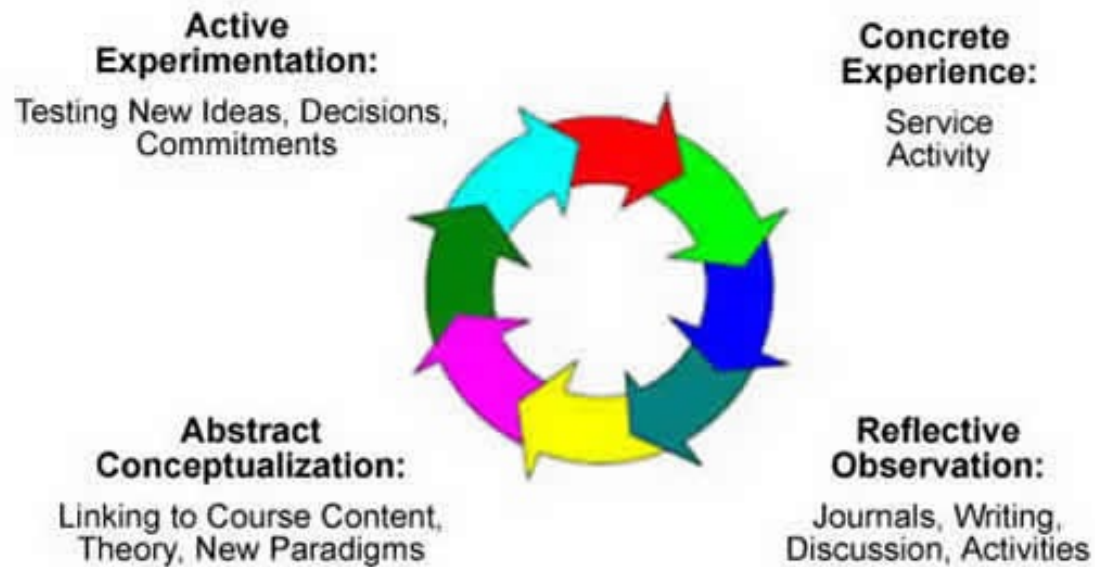 Active
Experimentation:
Testing New Ideas, Decisions,
Commitments
Concrete
Experience:
Service
Activity
Abstract
Conceptualization:
Linking to Course Content,
Theory, New Paradigms
Reflective
Observation:
Journals, Writing,
Discussion, Activities